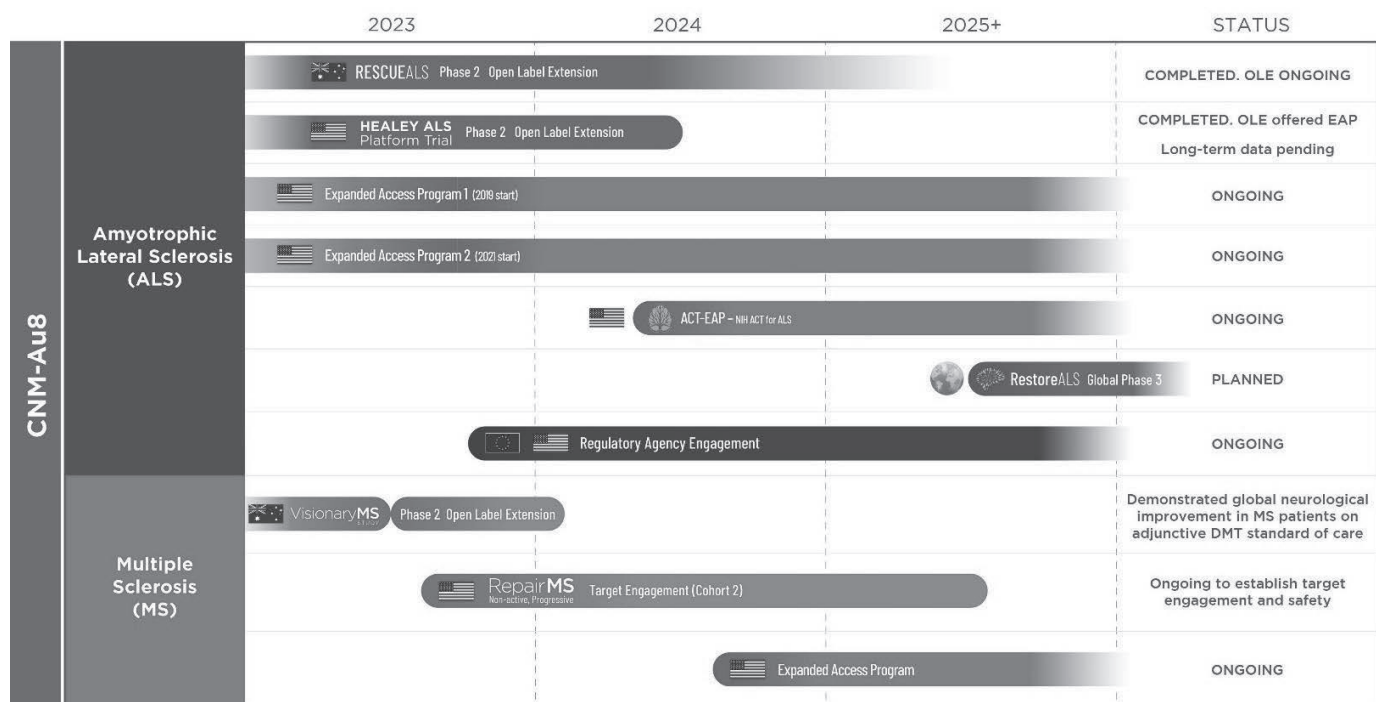 2023 2024 2025+ STATUS
CNM-Au8
Amyotrophic
Lateral Sclerosis
(ALS)
RESCUEALS Phase 2 Open Label Extension
COMPLETED. OLE ONGOING
HEALEY ALS
Platform Trial
Phase 2 Open Label Extension
COMPLETED. OLE offered EAP
Long-term data pending
Expanded Access Program 1 (2019 start)
ONGOING
Expanded Access Program 2 (2021 start)
ONGOING
ACT-EAP – NIH ACT for ALS
ONGOING
RestoreALS Global Phase 3
PLANNED
Regulatory Agency Engagement
ONGOING
Multiple
Sclerosis
(MS)
VisionaryMS
Phase 2 Open Label Extension
Demonstrated global neurological
improvement in MS patients on
adjunctive DMT standard of care
RepairMS
Non-active, Progressive
Target Engagement (Cohort 2)
Ongoing to establish target
engagement and safety
Expanded Access Program
ONGOING